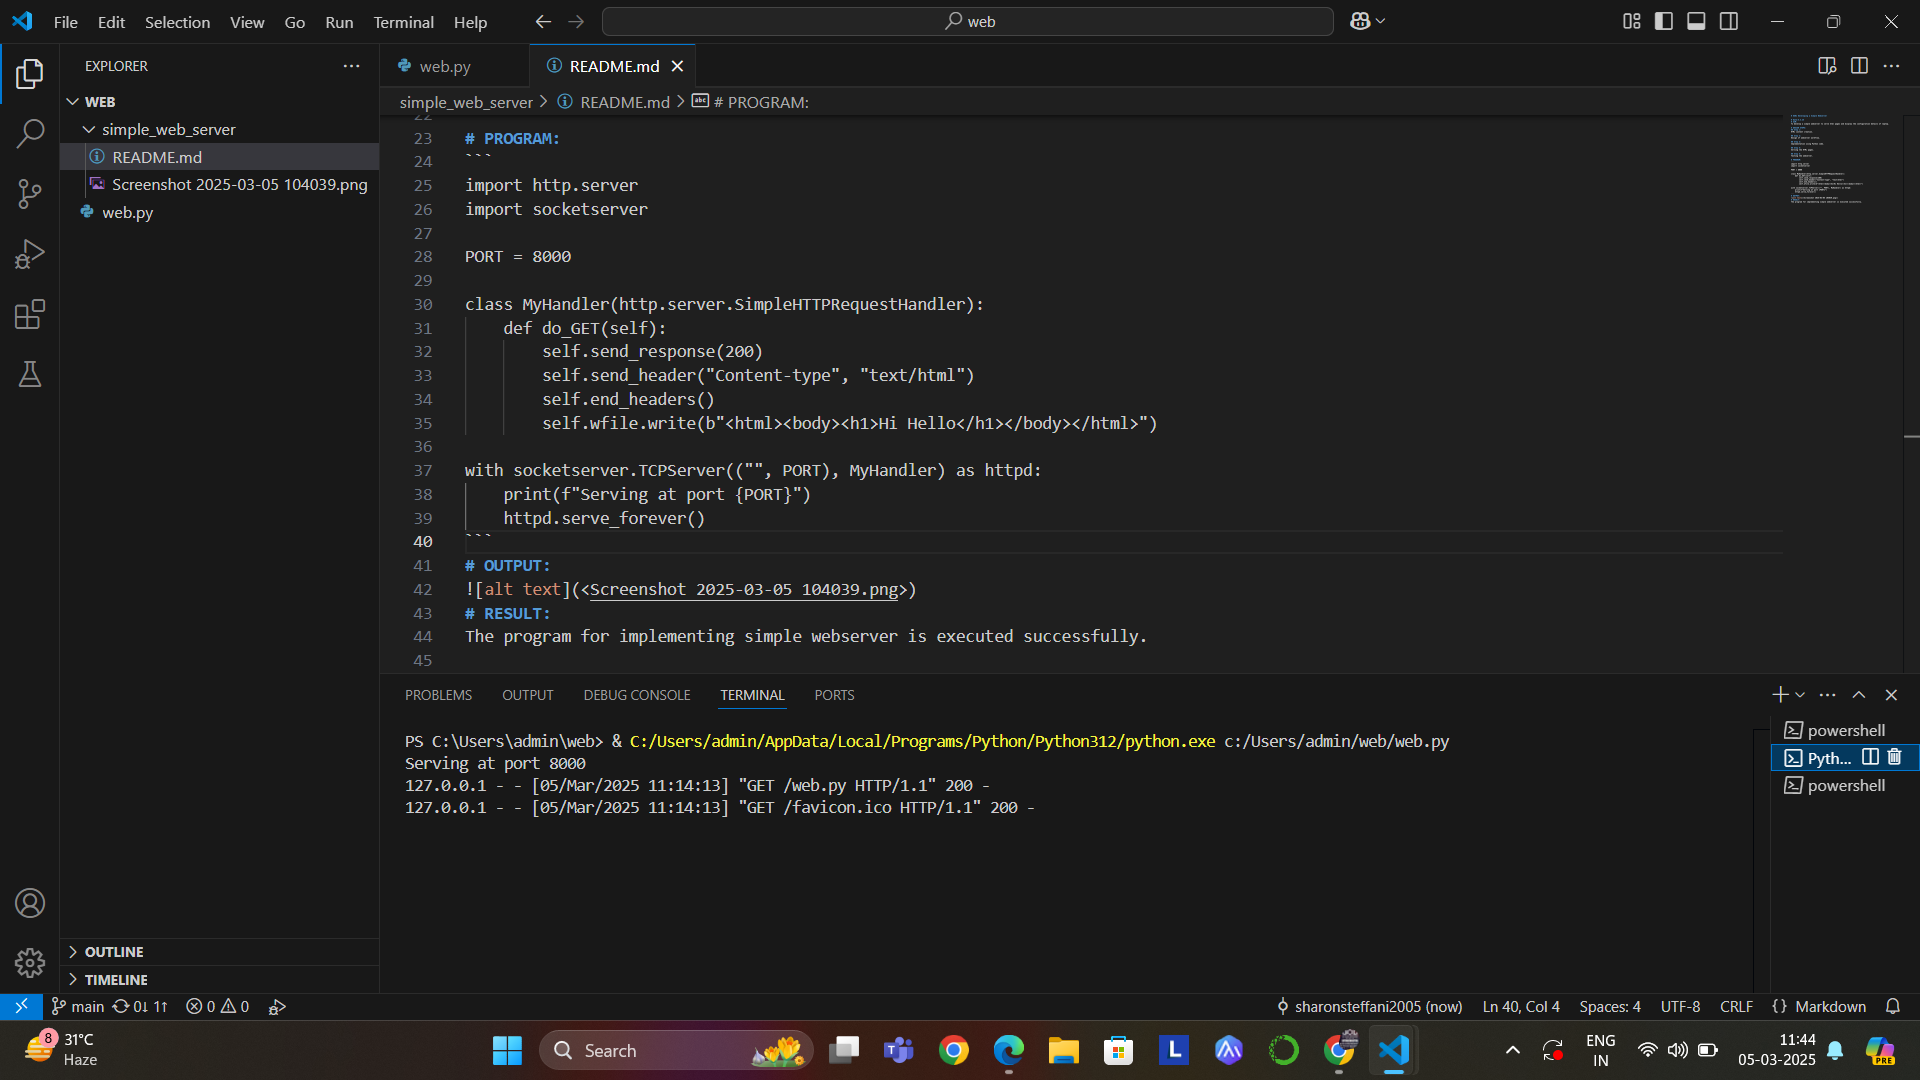 File Edit Selection View Go Run Terminal Help
web
EXPLORER
WEB
simple_web_server
README.md
Screenshot 2025-03-05 104039.png
web.py
OUTLINE
TIMELINE
web.py
README.md
simple_web_server > README.md > # PROGRAM:
22
23 # PROGRAM:
24 ```
25 import http.server
26 import socketserver
27
28 PORT = 8000
29
30 class MyHandler(http.server.SimpleHTTPRequestHandler):
31     def do_GET(self):
32         self.send_response(200)
33         self.send_header("Content-type", "text/html")
34         self.end_headers()
35         self.wfile.write(b"<html><body><h1>Hi Hello</h1></body></html>")
36
37 with socketserver.TCPServer(("", PORT), MyHandler) as httpd:
38     print(f"Serving at port {PORT}")
39     httpd.serve_forever()
40 ```
41 # OUTPUT:
42 ![alt text](<Screenshot 2025-03-05 104039.png>)
43 # RESULT:
44 The program for implementing simple webserver is executed successfully.
45
PROBLEMS OUTPUT DEBUG CONSOLE TERMINAL PORTS
PS C:\Users\admin\web> & C:/Users/admin/AppData/Local/Programs/Python/Python312/python.exe c:/Users/admin/web/web.py
Serving at port 8000
127.0.0.1 - - [05/Mar/2025 11:14:13] "GET /web.py HTTP/1.1" 200 -
127.0.0.1 - - [05/Mar/2025 11:14:13] "GET /favicon.ico HTTP/1.1" 200 -
powershell
Pyth...
powershell
main 0↓ 1↑ 0 0
sharonsteffani2005 (now) Ln 40, Col 4 Spaces: 4 UTF-8 CRLF {} Markdown
8
31°C
Haze
Search
L
PRE
ENG
IN
11:44
05-03-2025